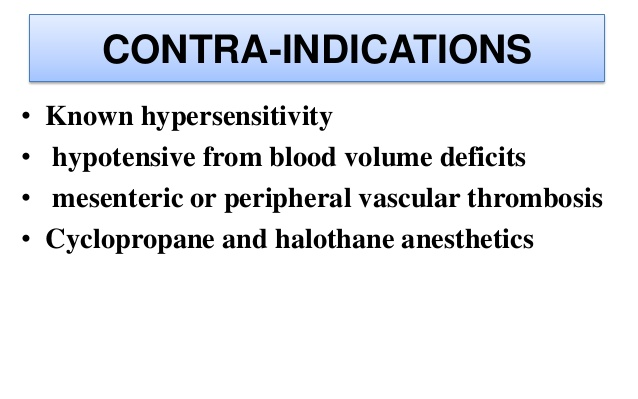 CONTRA-INDICATIONS
• Known hypersensitivity
• hypotensive from blood volume deficits
• mesenteric or peripheral vascular thrombosis
• Cyclopropane and halothane anesthetics